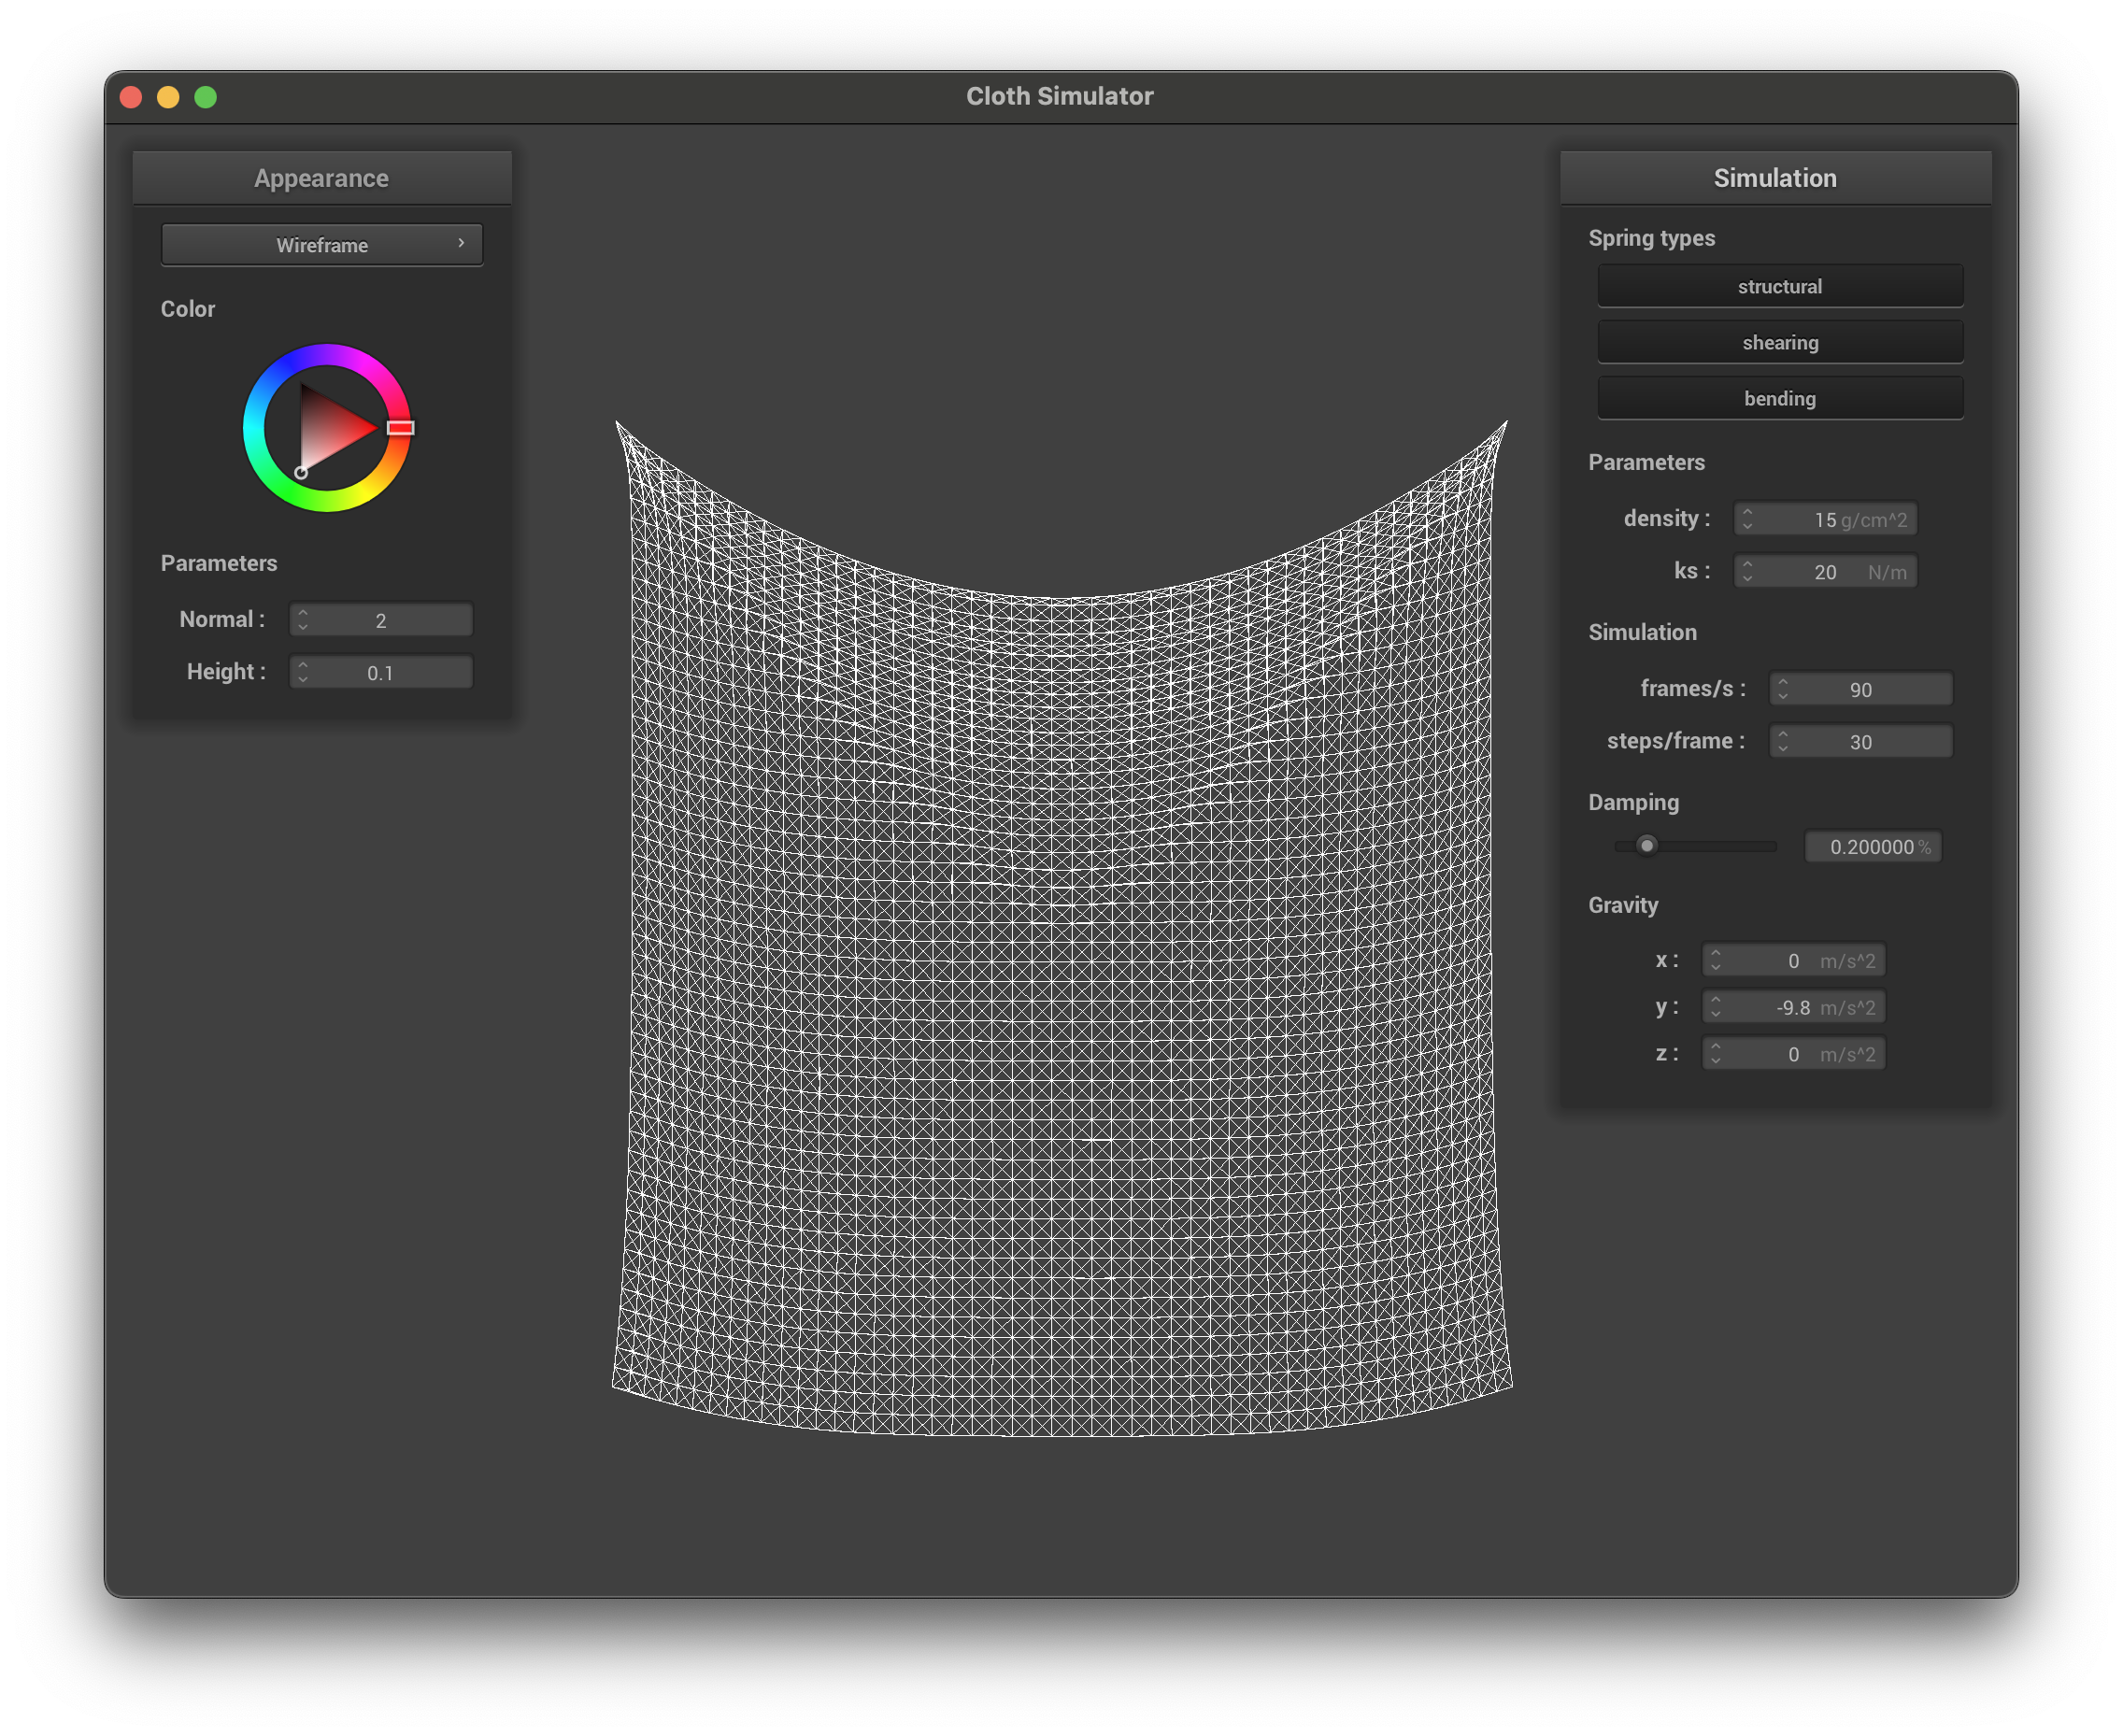 Cloth Simulator
Appearance
Wireframe
Color
Parameters
Normal : 2
Height : 0.1
Simulation
Spring types
structural
shearing
bending
Parameters
density : 15 g/cm^2
ks : 20 N/m
Simulation
frames/s : 90
steps/frame : 30
Damping
0.200000 %
Gravity
x : 0 m/s^2
y : -9.8 m/s^2
z : 0 m/s^2